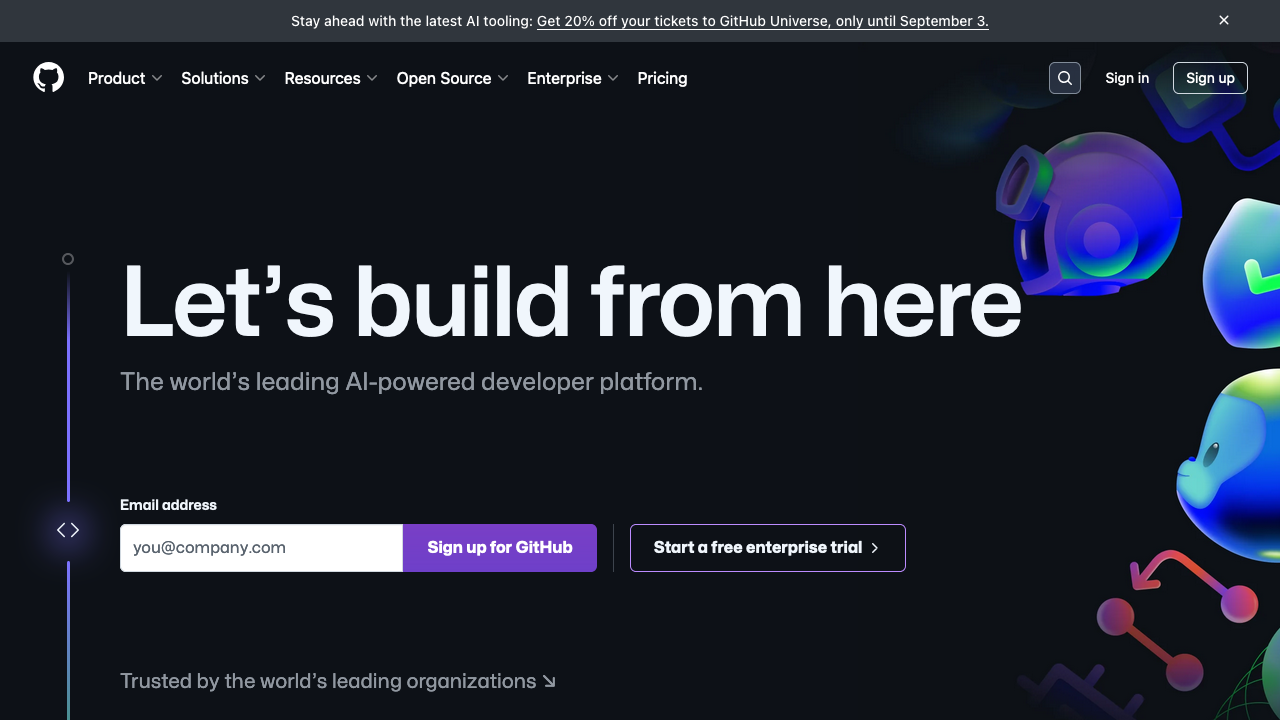 Stay ahead with the latest AI tooling: Get 20% off your tickets to GitHub Universe, only until September 3.
Product Solutions Resources Open Source Enterprise Pricing Sign in Sign up
Let’s build from here
The world’s leading AI-powered developer platform.
Email address
you@company.com Sign up for GitHub Start a free enterprise trial
Trusted by the world’s leading organizations